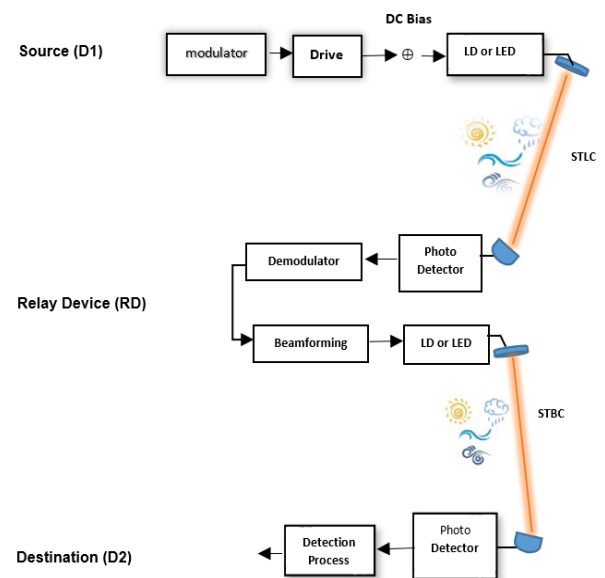 DC Bias
Source (D1)
modulator
Drive
LD or LED
STLC
Photo
Detector
Demodulator
Relay Device (RD)
Beamforming
LD or LED
STBC
Photo
Detector
Detection
Process
Destination (D2)